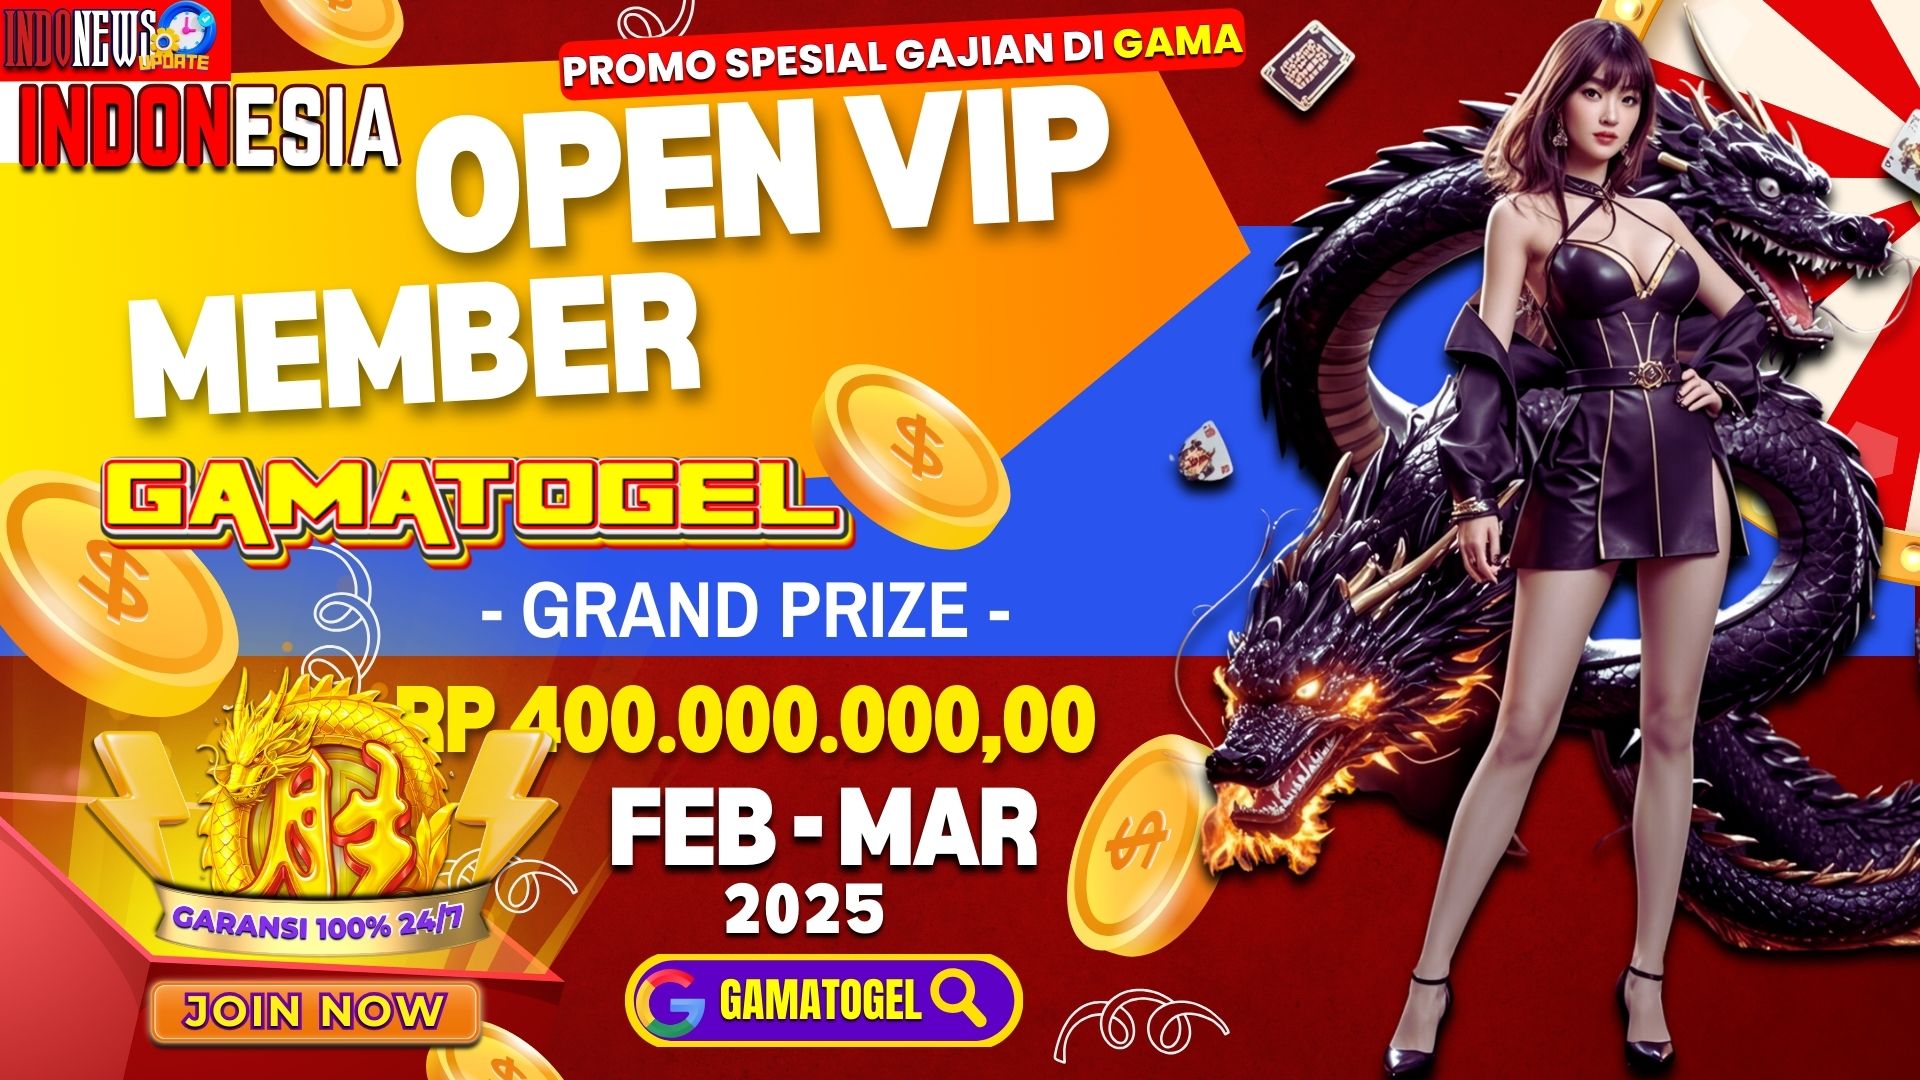 INDONEWS
UPDATE
INDONESIA
PROMO SPESIAL GAJIAN DI GAMA
OPEN VIP
MEMBER
GAMATOGEL
- GRAND PRIZE -
RP 400.000.000,00
胜
FEB - MAR
2025
GARANSI 100% 24/7
JOIN NOW
GAMATOGEL